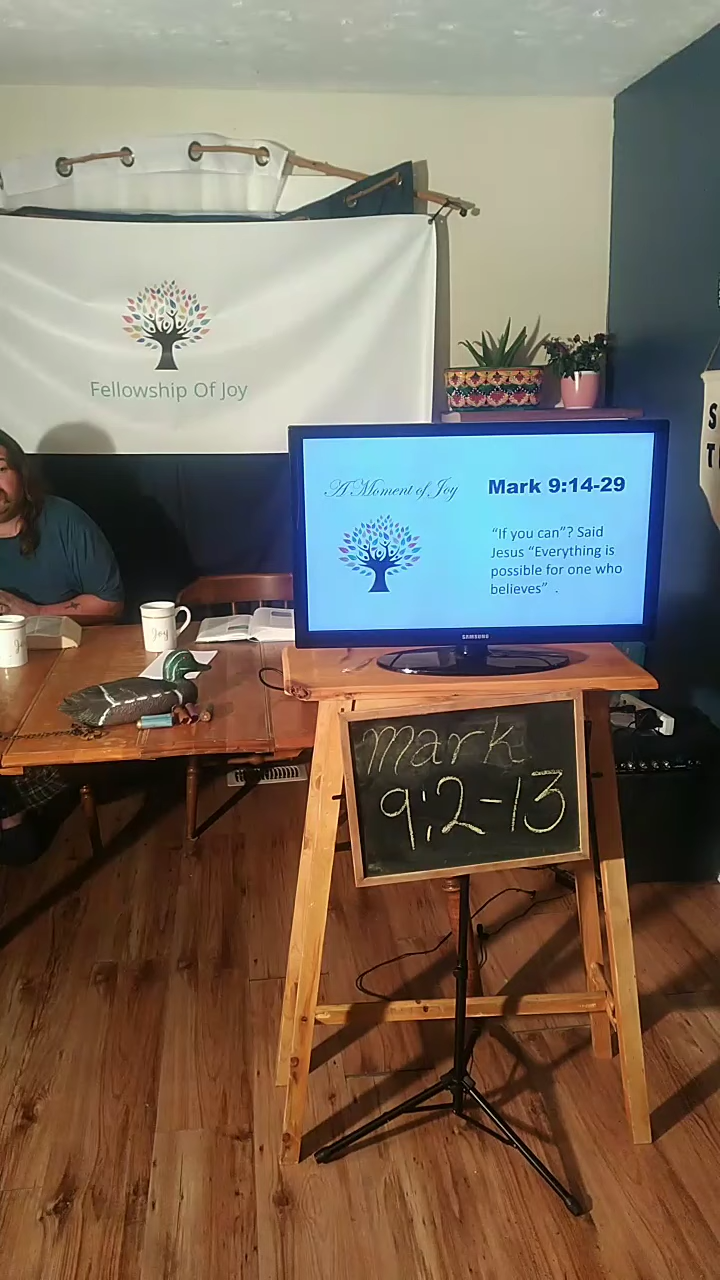 Fellowship Of Joy
A Moment of Joy
Mark 9:14-29
"If you can"? Said
Jesus "Everything is
possible for one who
believes" .
SAMSUNG
Joy
Mark
9:2-13